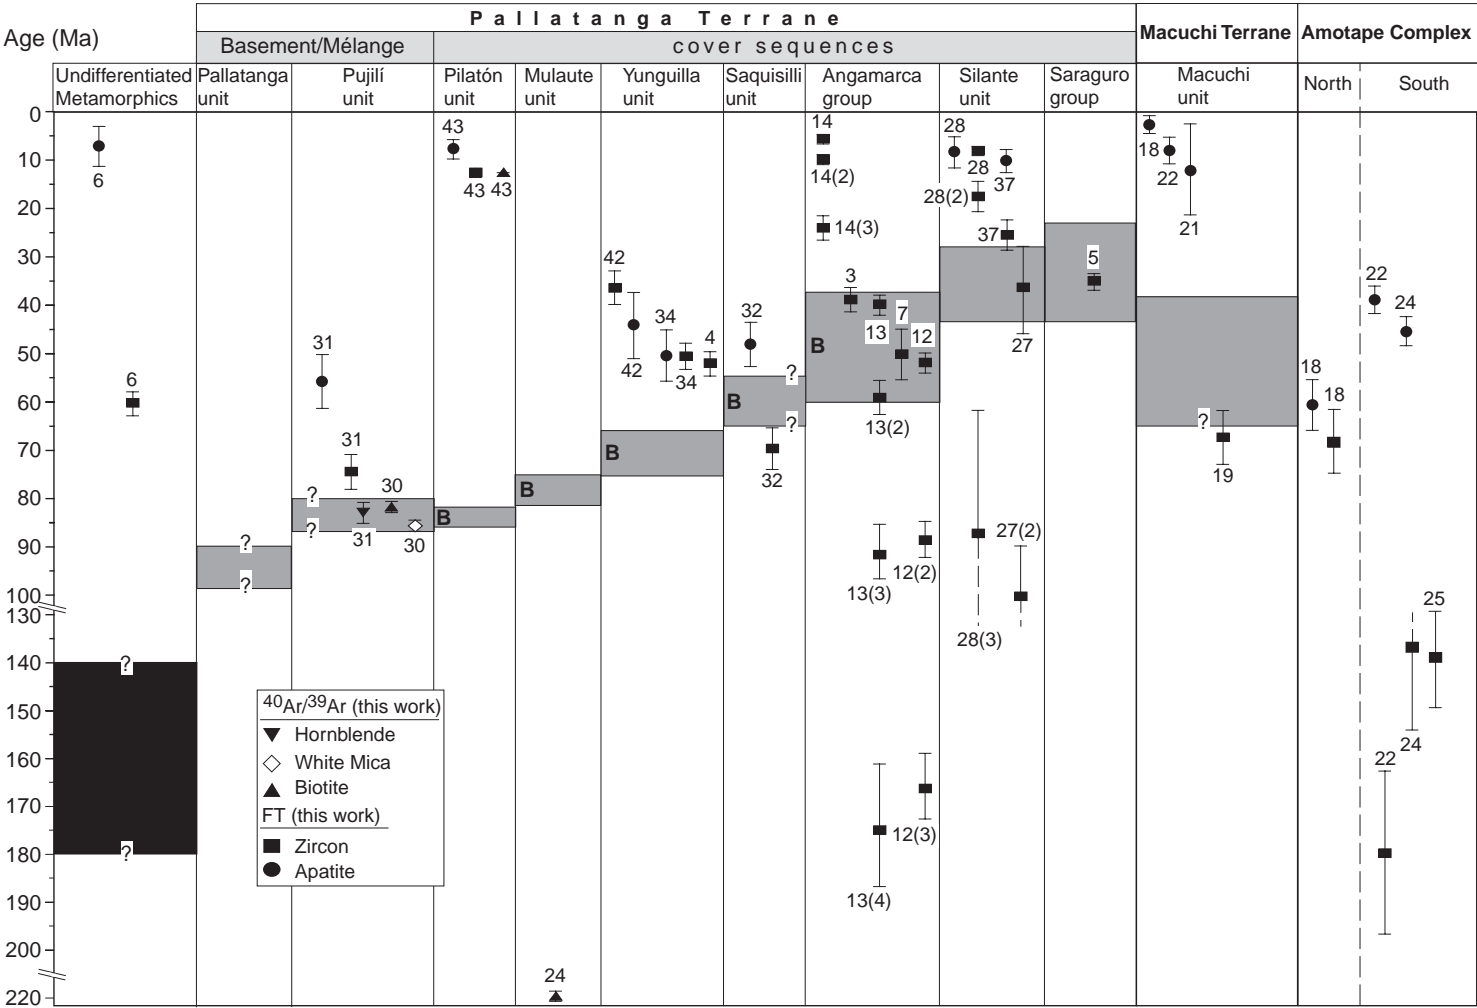 Pallatanga Terrane
Age (Ma)
Macuchi Terrane
Amotape Complex
Basement/Mélange
cover sequences
Undifferentiated
Metamorphics
Pallatanga
unit
Pujilí
unit
Pilatón
unit
Mulaute
unit
Yunguilla
unit
Saquisilli
unit
Angamarca
group
Silante
unit
Saraguro
group
Macuchi
unit
North
South
0
10
20
30
40
50
60
70
80
90
100
130
140
150
160
170
180
190
200
220
6
6
?
?
?
?
31
31
?
?
30
31
30
43
43
43
B
B
24
42
42
34
34
4
B
32
?
B
?
32
14
14(2)
14(3)
3
13
7
12
B
13(2)
13(3)
12(2)
12(3)
13(4)
28
28
37
28(2)
37
27
27(2)
28(3)
5
18
22
21
?
19
18
18
22
24
25
24
22
40Ar/39Ar (this work)
Hornblende
White Mica
Biotite
FT (this work)
Zircon
Apatite